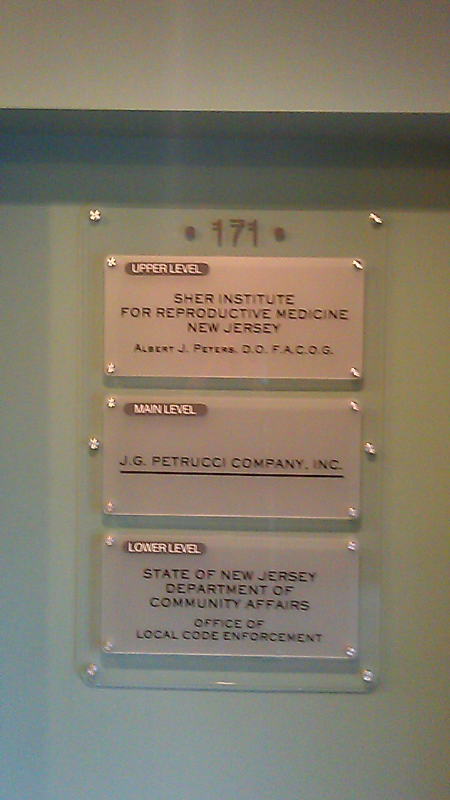 • 171 •
UPPER LEVEL
SHER INSTITUTE
FOR REPRODUCTIVE MEDICINE
NEW JERSEY
ALBERT J. PETERS, D.O. F.A.C.O.G.
MAIN LEVEL
J.G. PETRUCCI COMPANY, INC.
LOWER LEVEL
STATE OF NEW JERSEY
DEPARTMENT OF
COMMUNITY AFFAIRS
OFFICE OF
LOCAL CODE ENFORCEMENT